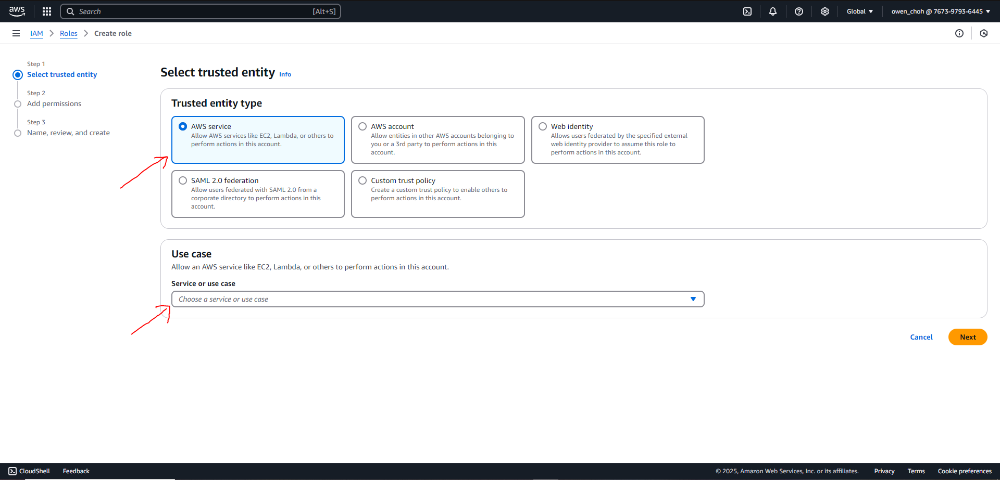 aws
Search [Alt+S]
Global
owen_choh @ 7673-9793-6445
IAM
Roles
Create role
Step 1
Select trusted entity
Step 2
Add permissions
Step 3
Name, review, and create
Select trusted entity Info
Trusted entity type
AWS service
Allow AWS services like EC2, Lambda, or others to
perform actions in this account.
AWS account
Allow entities in other AWS accounts belonging to
you or a 3rd party to perform actions in this
account.
Web identity
Allows users federated by the specified external
web identity provider to assume this role to
perform actions in this account.
SAML 2.0 federation
Allow users federated with SAML 2.0 from a
corporate directory to perform actions in this
account.
Custom trust policy
Create a custom trust policy to enable others to
perform actions in this account.
Use case
Allow an AWS service like EC2, Lambda, or others to perform actions in this account.
Service or use case
Choose a service or use case
Cancel
Next
CloudShell
Feedback
© 2025, Amazon Web Services, Inc. or its affiliates.
Privacy
Terms
Cookie preferences